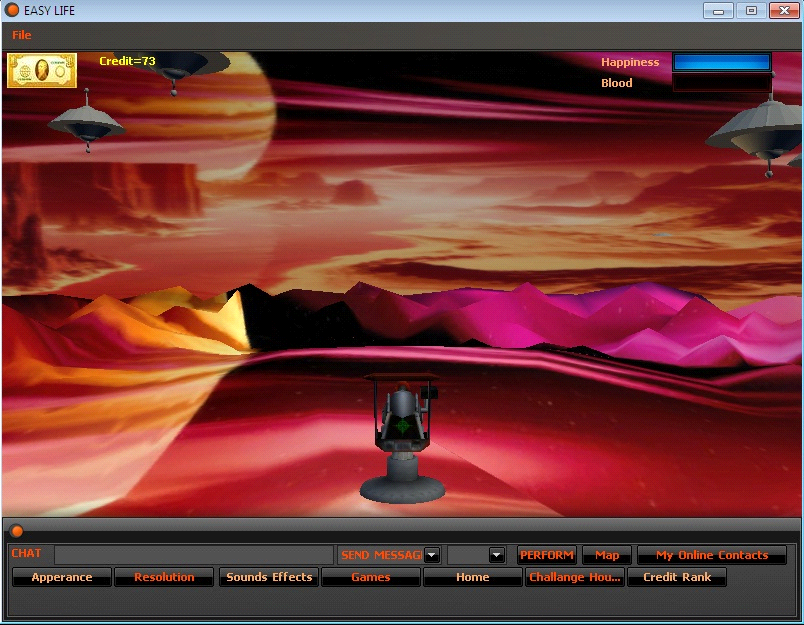 EASY LIFE
File
Credit=73
Happiness
Blood
CHAT
SEND MESSAG
PERFORM
Map
My Online Contacts
Apperance
Resolution
Sounds Effects
Games
Home
Challange Hou...
Credit Rank